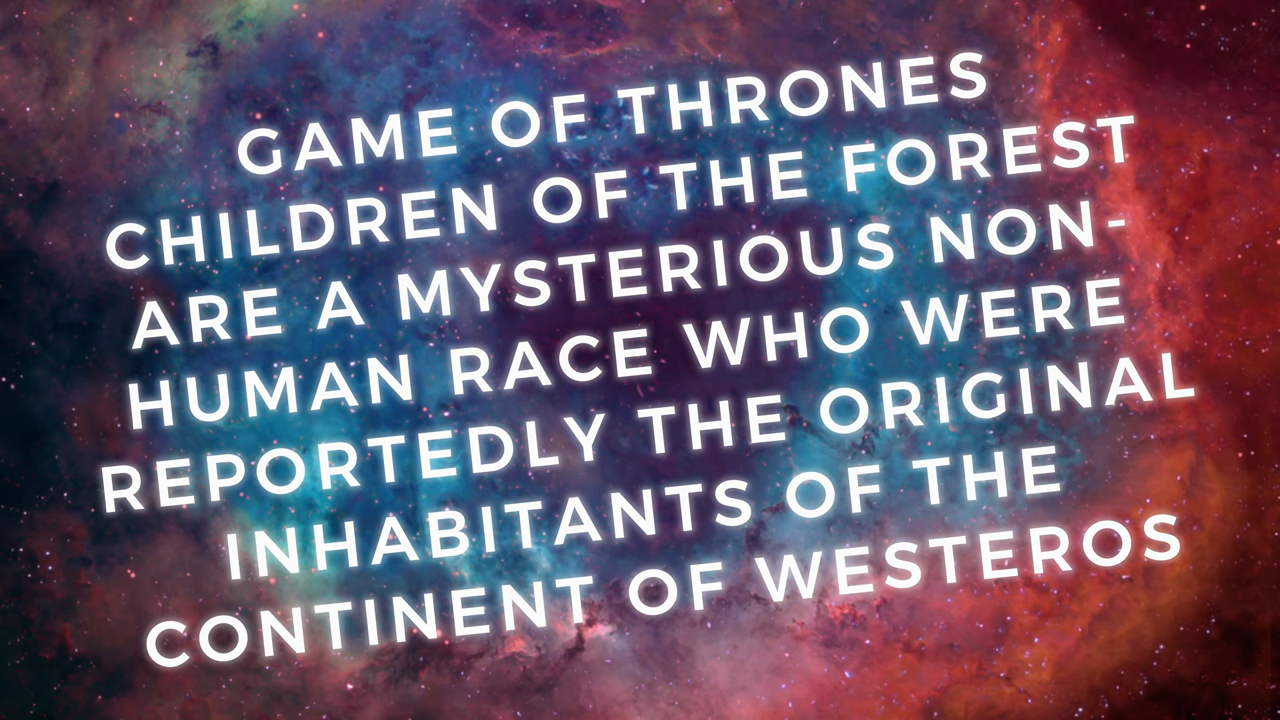 GAME OF THRONES
CHILDREN OF THE FOREST
ARE A MYSTERIOUS NON-
HUMAN RACE WHO WERE
REPORTEDLY THE ORIGINAL
INHABITANTS OF THE
CONTINENT OF WESTEROS